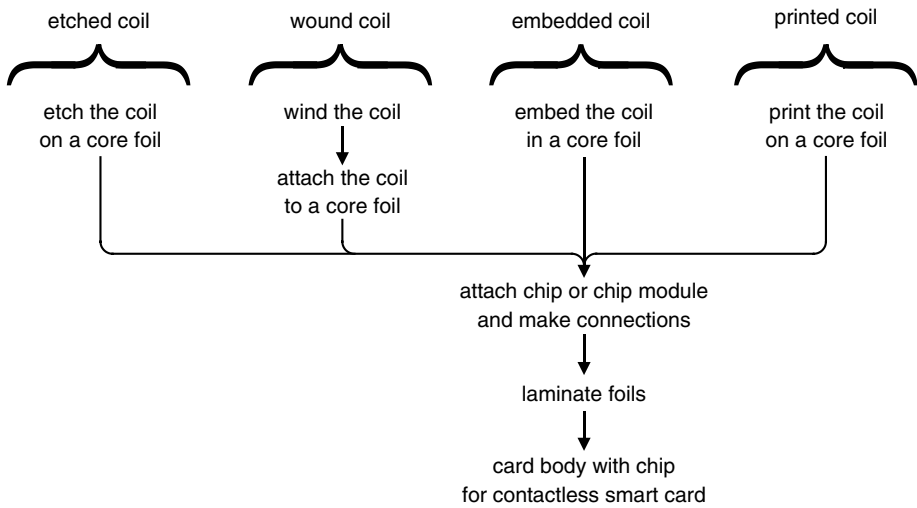 etched coil
wound coil
embedded coil
printed coil
etch the coil
on a core foil
wind the coil
attach the coil
to a core foil
embed the coil
in a core foil
print the coil
on a core foil
attach chip or chip module
and make connections
laminate foils
card body with chip
for contactless smart card